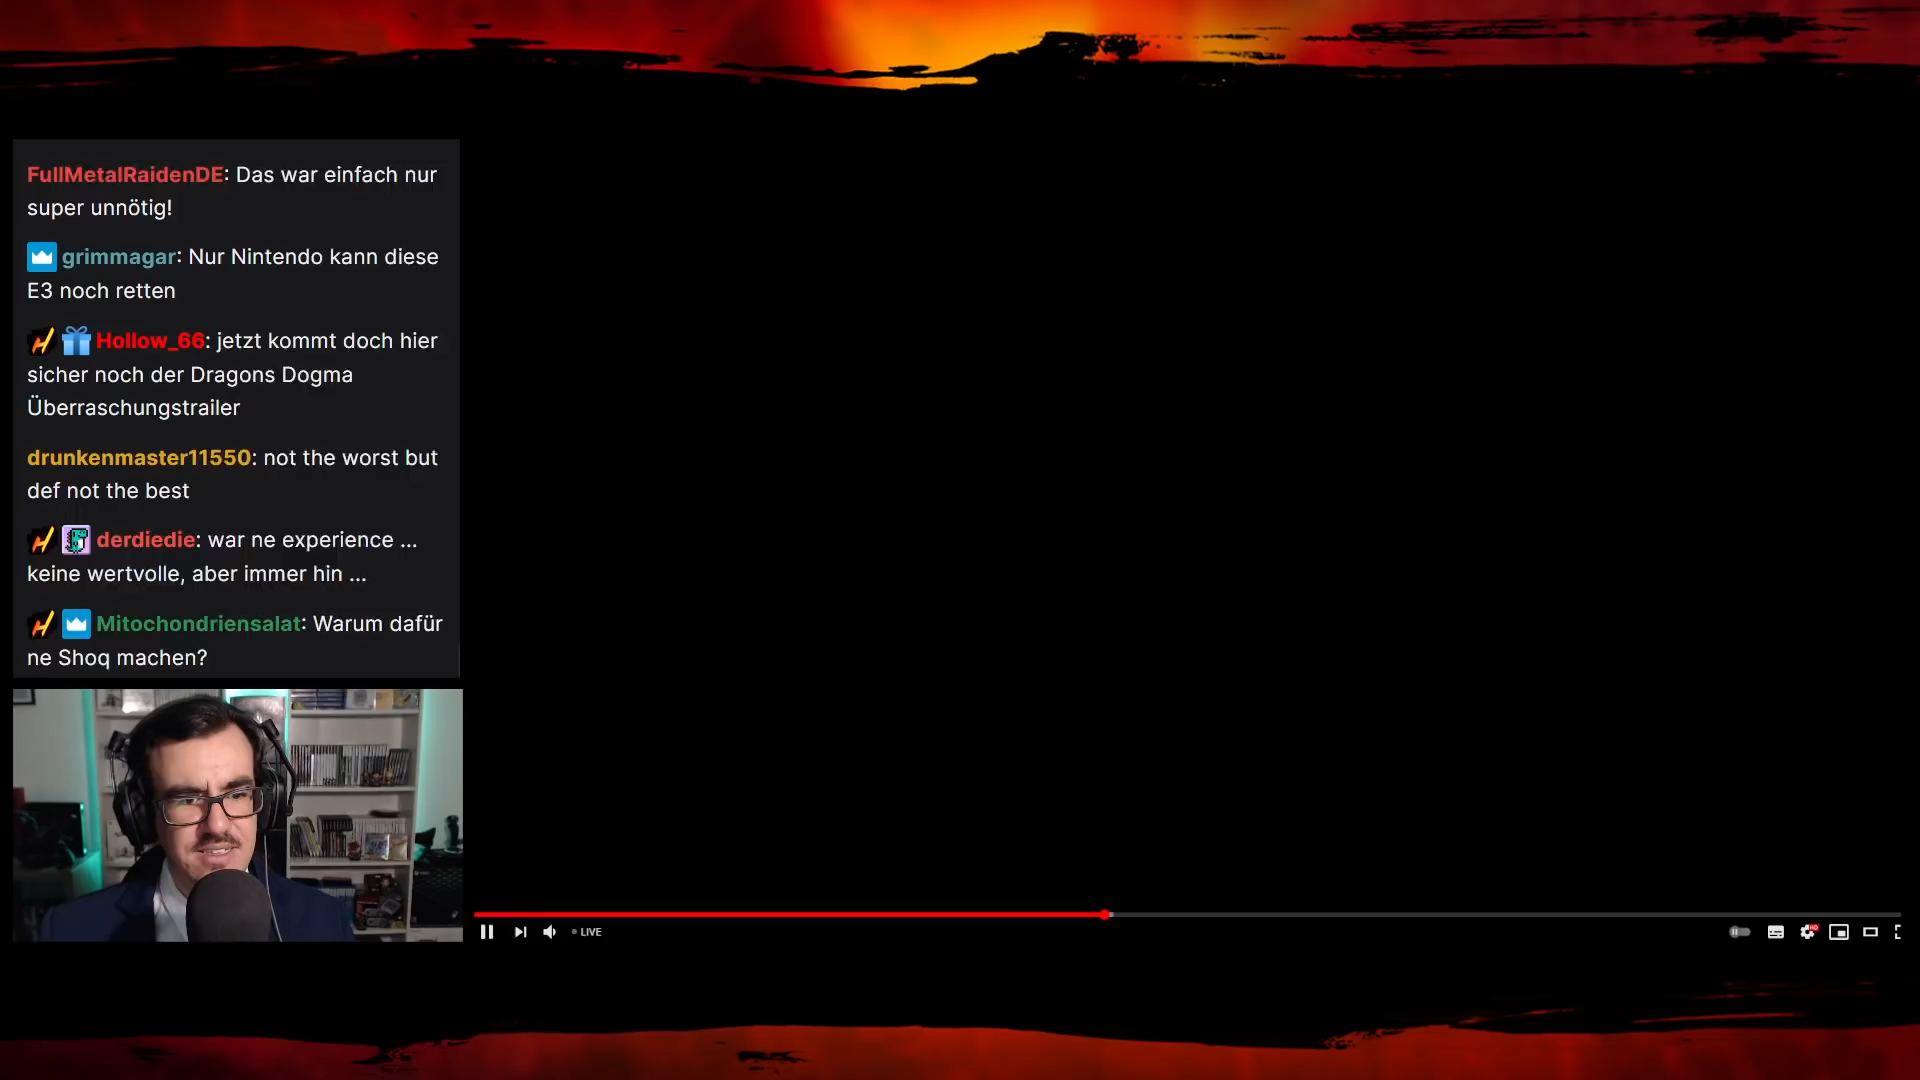 FullMetalRaidenDE: Das war einfach nur
super unnötig!
grimmagar: Nur Nintendo kann diese
E3 noch retten
Hollow_66: jetzt kommt doch hier
sicher noch der Dragons Dogma
Überraschungstrailer
drunkenmaster11550: not the worst but
def not the best
derdiedie: war ne experience ...
keine wertvolle, aber immer hin ...
Mitochondriensalat: Warum dafür
ne Shoq machen?
LIVE